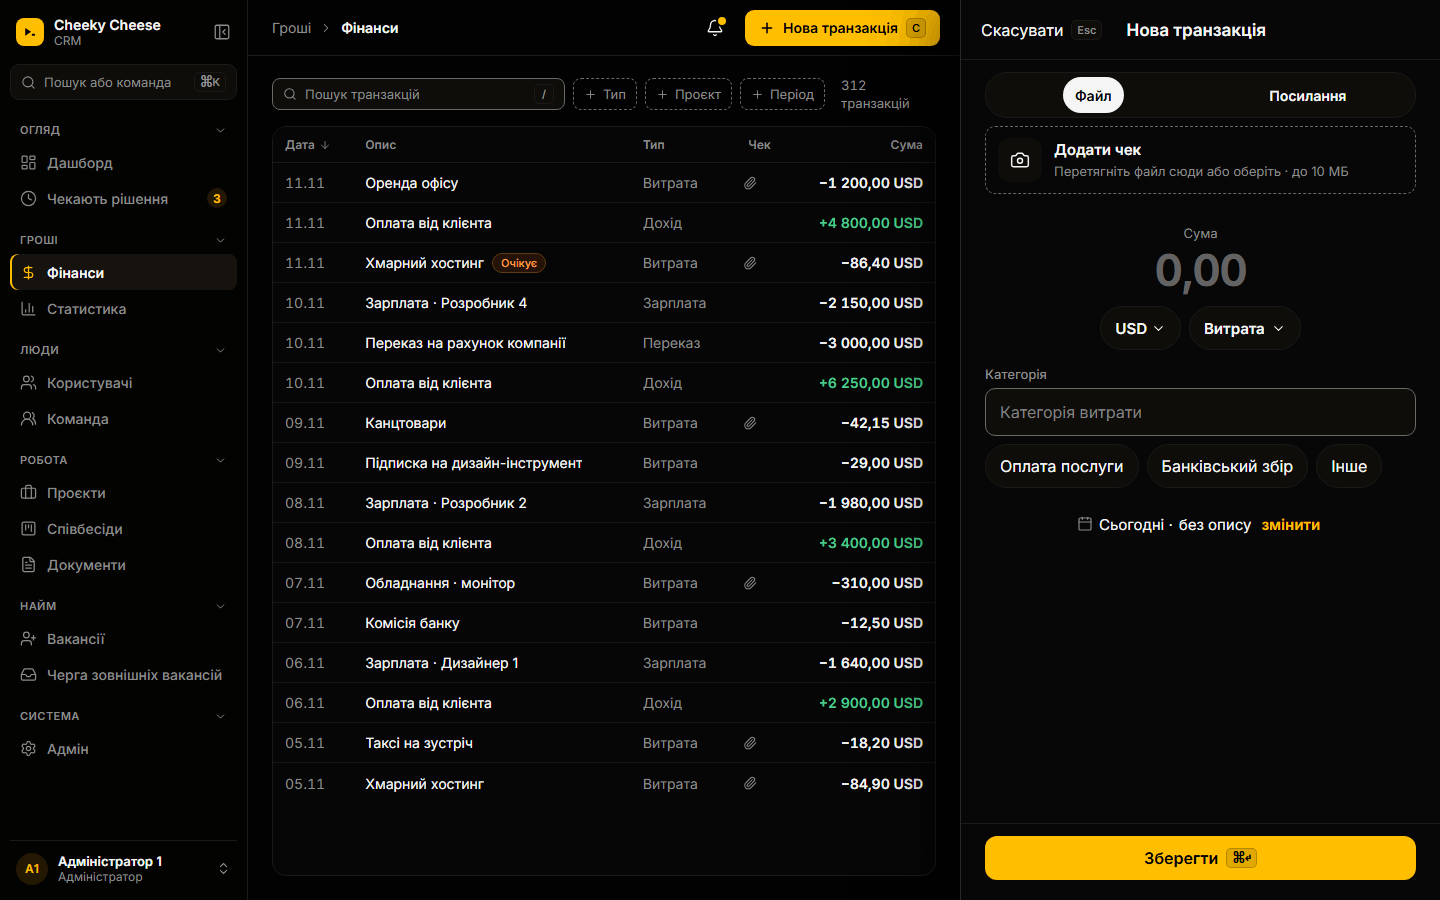 Cheeky Cheese
CRM
Пошук або команда ⌘K
ОГЛЯД
Дашборд
Чекають рішення 3
ГРОШІ
Фінанси
Статистика
ЛЮДИ
Користувачі
Команда
РОБОТА
Проєкти
Співбесіди
Документи
НАЙМ
Вакансії
Черга зовнішніх вакансій
СИСТЕМА
Адмін
A1 Адміністратор 1
Адміністратор
Гроші > Фінанси
+ Нова транзакція C
Пошук транзакцій /
+ Тип
+ Проєкт
+ Період
312
транзакцій
Дата ↓ Опис Тип Чек Сума
11.11 Оренда офісу Витрата −1 200,00 USD
11.11 Оплата від клієнта Дохід +4 800,00 USD
11.11 Хмарний хостинг Очікує Витрата −86,40 USD
10.11 Зарплата · Розробник 4 Зарплата −2 150,00 USD
10.11 Переказ на рахунок компанії Переказ −3 000,00 USD
10.11 Оплата від клієнта Дохід +6 250,00 USD
09.11 Канцтовари Витрата −42,15 USD
09.11 Підписка на дизайн-інструмент Витрата −29,00 USD
08.11 Зарплата · Розробник 2 Зарплата −1 980,00 USD
08.11 Оплата від клієнта Дохід +3 400,00 USD
07.11 Обладнання · монітор Витрата −310,00 USD
07.11 Комісія банку Витрата −12,50 USD
06.11 Зарплата · Дизайнер 1 Зарплата −1 640,00 USD
06.11 Оплата від клієнта Дохід +2 900,00 USD
05.11 Таксі на зустріч Витрата −18,20 USD
05.11 Хмарний хостинг Витрата −84,90 USD
Скасувати Esc Нова транзакція
Файл Посилання
Додати чек
Перетягніть файл сюди або оберіть · до 10 МБ
Сума
0,00
USD Витрата
Категорія
Категорія витрати
Оплата послуги Банківський збір Інше
Сьогодні · без опису змінити
Зберегти ⌘↵